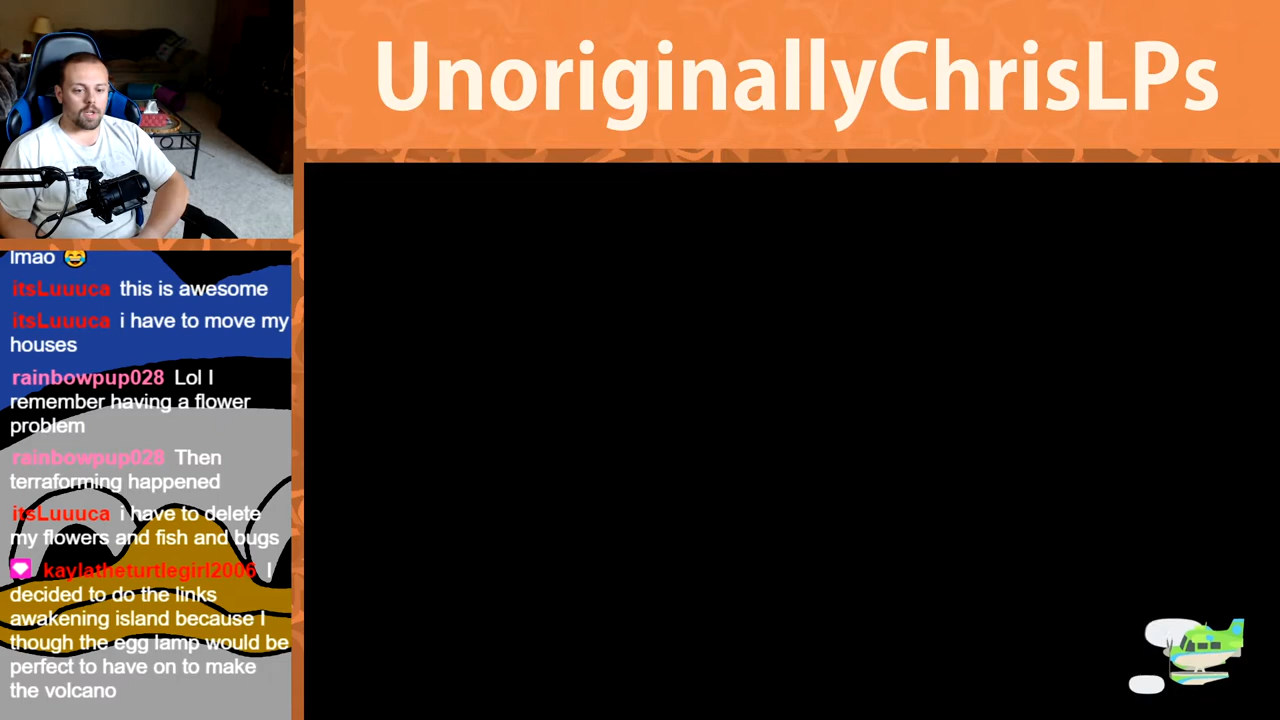 UnoriginallyChrisLPs
lmao 😂
itsLuuuca this is awesome
itsLuuuca i have to move my
houses
rainbowpup028 Lol I
remember having a flower
problem
rainbowpup028 Then
terraforming happened
itsLuuuca i have to delete
my flowers and fish and bugs
kaylatheturtlegirl2006 I
decided to do the links
awakening island because I
though the egg lamp would be
perfect to have on to make
the volcano